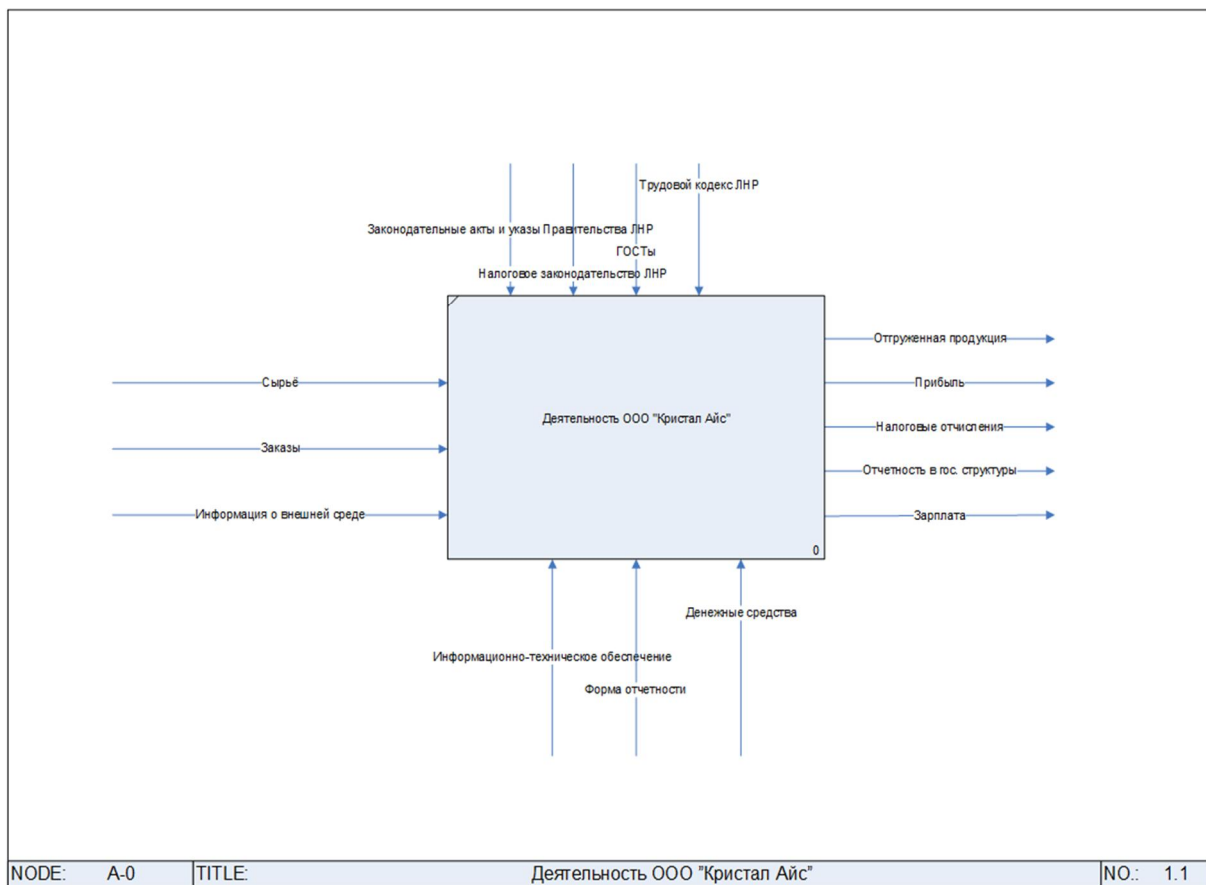 Трудовой кодекс ЛНР
Законодательные акты и указы Правительства ЛНР
ГОСТы
Налоговое законодательство ЛНР
Отгруженная продукция
Сырьё
Прибыль
Деятельность ООО "Кристал Айс"
Налоговые отчисления
Заказы
Отчетность в гос. структуры
Информация о внешней среде
Зарплата
0
Денежные средства
Информационно-техническое обеспечение
Форма отчетности
NODE: A-0 TITLE: Деятельность ООО "Кристал Айс" NO.: 1.1